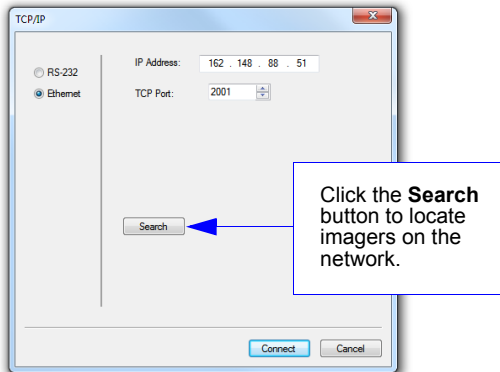 TCP/IP
RS-232
Ethernet
IP Address: 162 . 148 . 88 . 51
TCP Port: 2001
Search
Click the Search
button to locate
imagers on the
network.
Connect Cancel